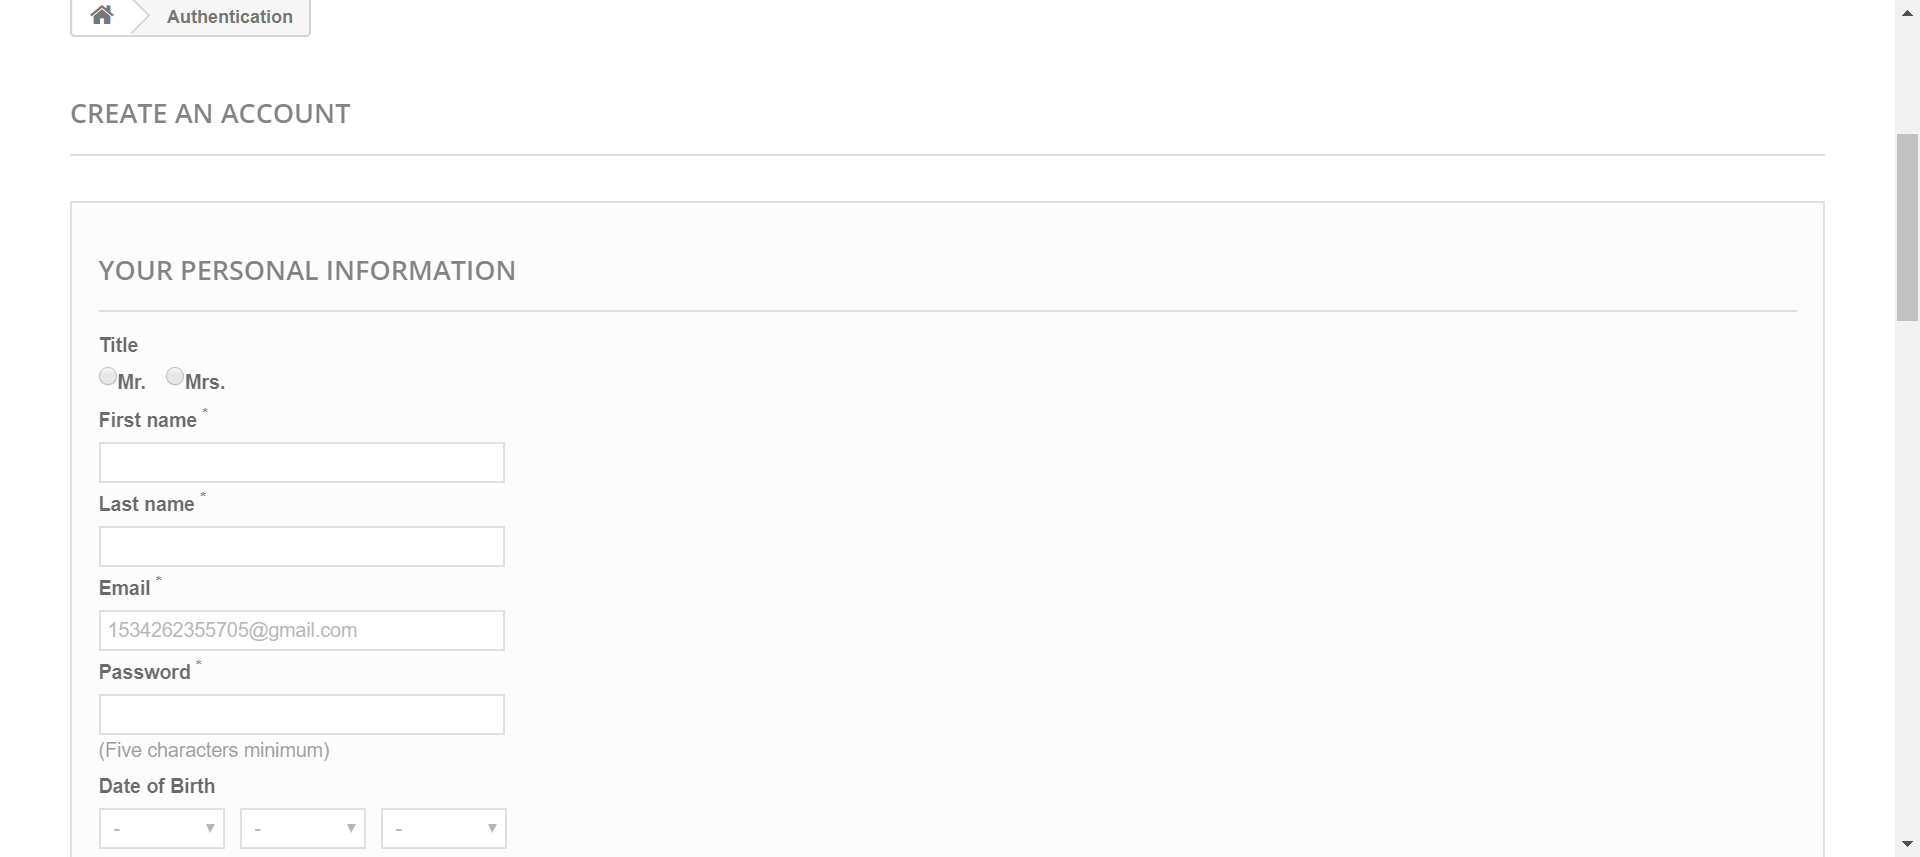 Authentication
CREATE AN ACCOUNT
YOUR PERSONAL INFORMATION
Title
Mr. Mrs.
First name *
Last name *
Email *
1534262355705@gmail.com
Password *
(Five characters minimum)
Date of Birth
- - -